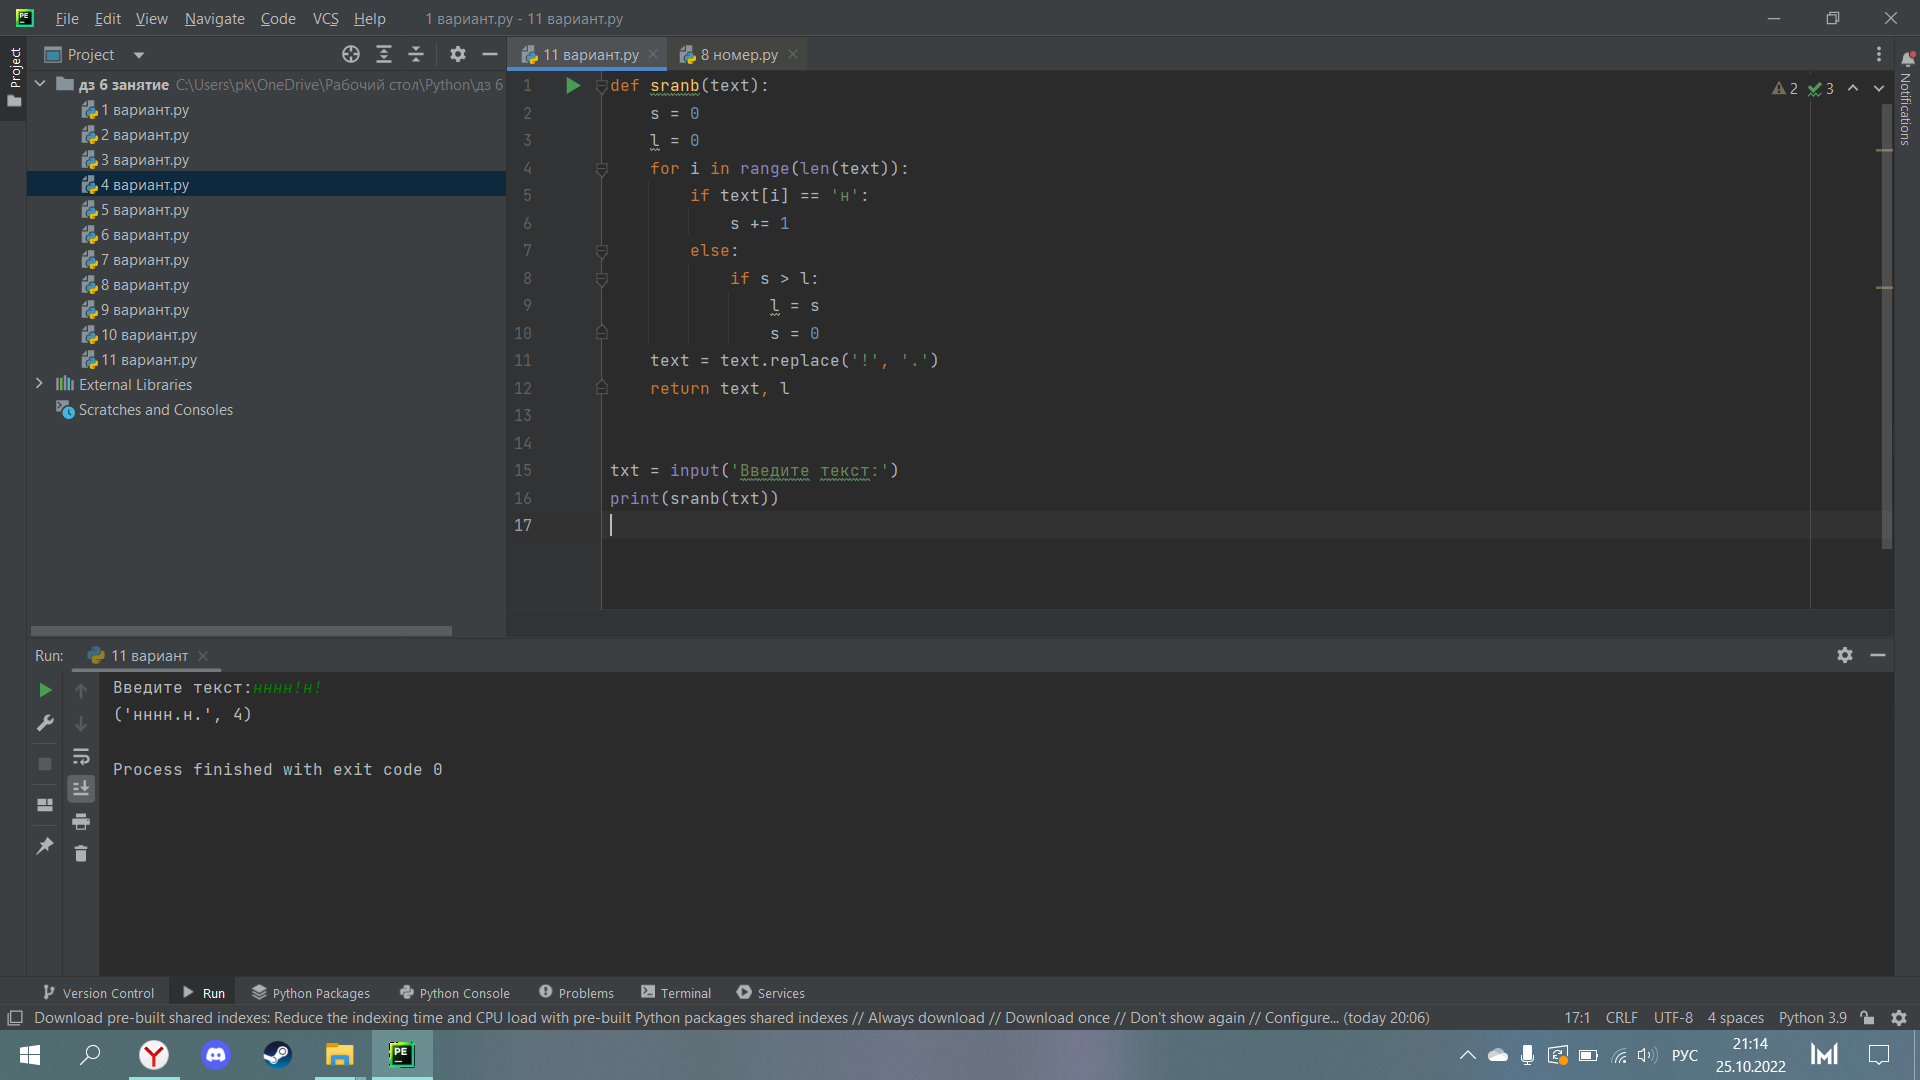 File Edit View Navigate Code VCS Help 1 вариант.py - 11 вариант.py
Project
Project
11 вариант.py
8 номер.py
Notifications
дз 6 занятие C:\Users\pk\OneDrive\Рабочий стол\Python\дз 6
1 вариант.py
2 вариант.py
3 вариант.py
4 вариант.py
5 вариант.py
6 вариант.py
7 вариант.py
8 вариант.py
9 вариант.py
10 вариант.py
11 вариант.py
External Libraries
Scratches and Consoles
2 3
1 def sranb(text):
2 s = 0
3 l = 0
4 for i in range(len(text)):
5 if text[i] == 'н':
6 s += 1
7 else:
8 if s > l:
9 l = s
10 s = 0
11 text = text.replace('!', '.')
12 return text, l
13
14
15 txt = input('Введите текст:')
16 print(sranb(txt))
17
Run: 11 вариант
Введите текст:нннн!н!
('нннн.н.', 4)
Process finished with exit code 0
Version Control Run Python Packages Python Console Problems Terminal Services
Download pre-built shared indexes: Reduce the indexing time and CPU load with pre-built Python packages shared indexes // Always download // Download once // Don't show again // Configure... (today 20:06) 17:1 CRLF UTF-8 4 spaces Python 3.9
РУС
21:14
25.10.2022